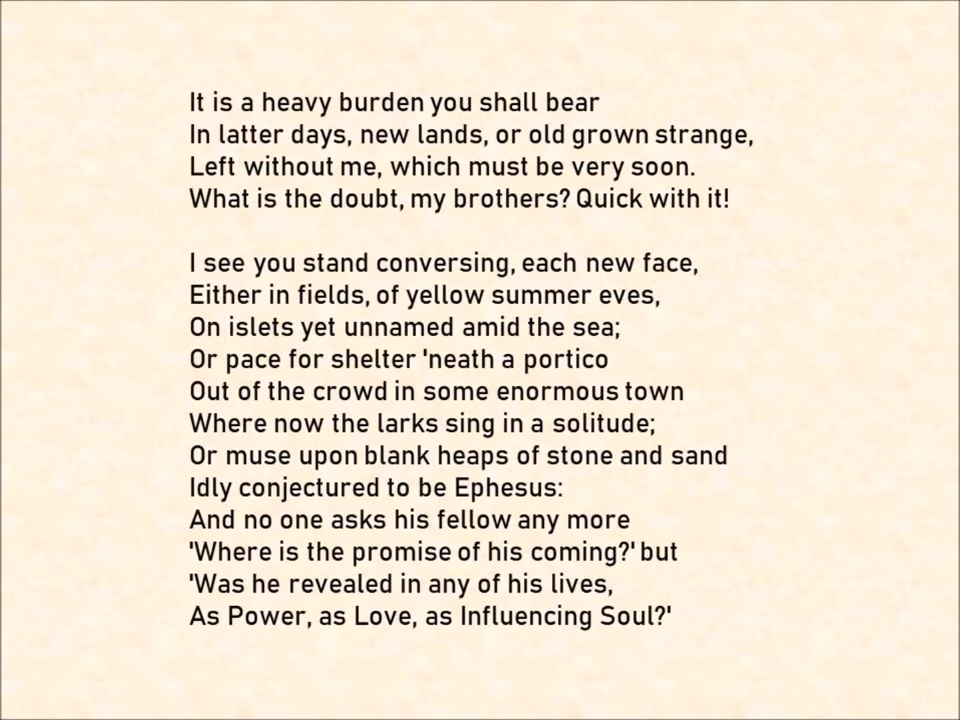 It is a heavy burden you shall bear
In latter days, new lands, or old grown strange,
Left without me, which must be very soon.
What is the doubt, my brothers? Quick with it!

I see you stand conversing, each new face,
Either in fields, of yellow summer eves,
On islets yet unnamed amid the sea;
Or pace for shelter 'neath a portico
Out of the crowd in some enormous town
Where now the larks sing in a solitude;
Or muse upon blank heaps of stone and sand
Idly conjectured to be Ephesus:
And no one asks his fellow any more
'Where is the promise of his coming?' but
'Was he revealed in any of his lives,
As Power, as Love, as Influencing Soul?'